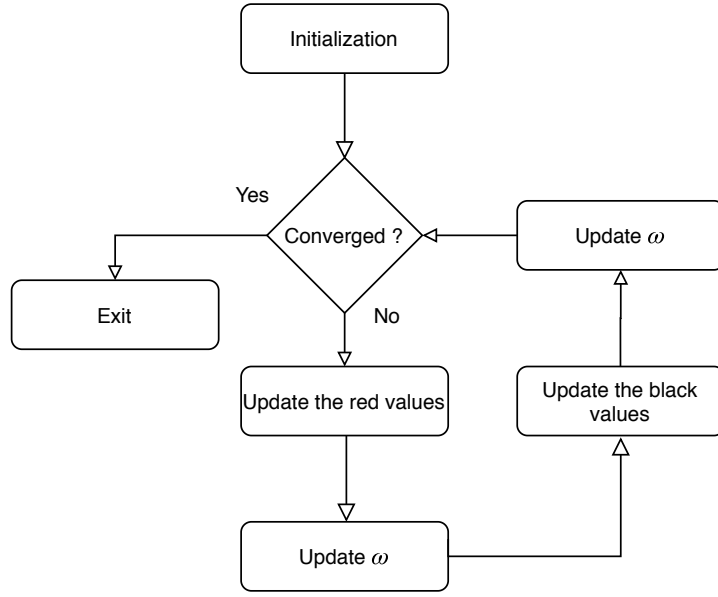 Initialization
Yes
Converged ?
Update ω
Exit
No
Update the red values
Update the black
values
Update ω